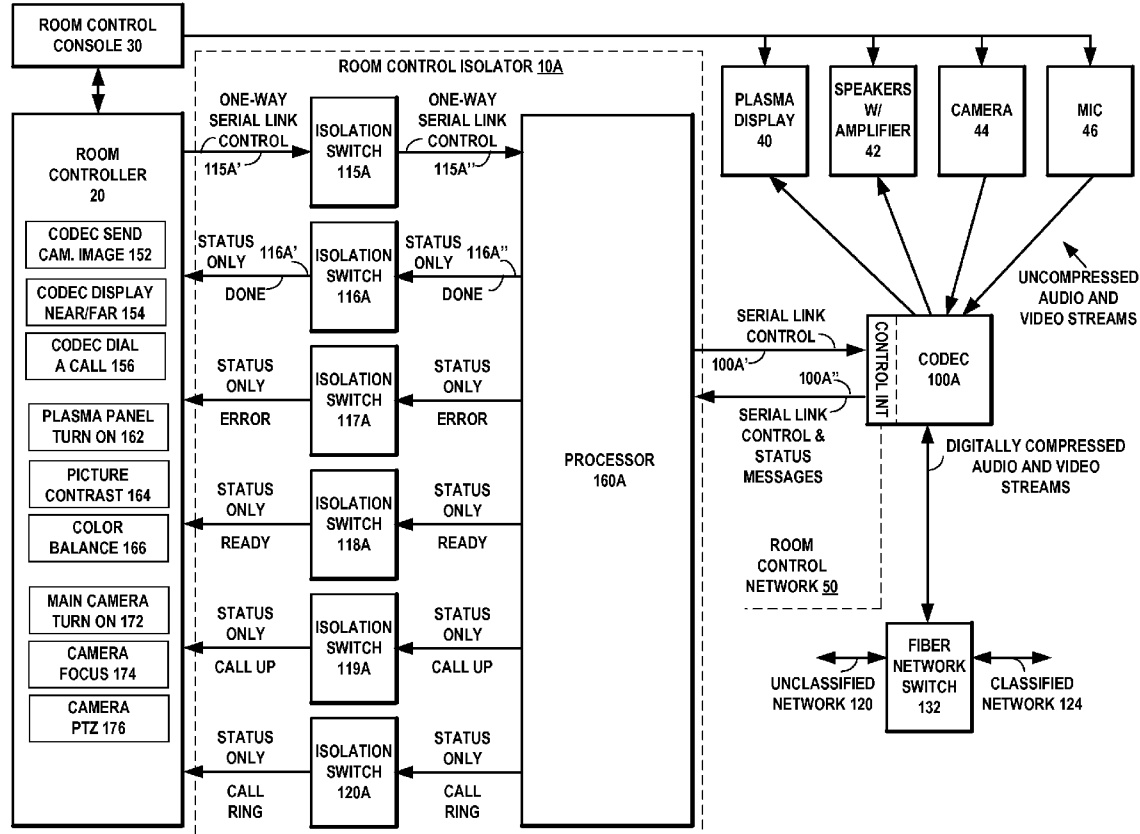 ROOM CONTROL
CONSOLE 30
ROOM CONTROL ISOLATOR 10A
PLASMA
DISPLAY
40
SPEAKERS
W/
AMPLIFIER
42
CAMERA
44
MIC
46
ROOM
CONTROLLER
20
CODEC SEND
CAM. IMAGE 152
CODEC DISPLAY
NEAR/FAR 154
CODEC DIAL
A CALL 156
PLASMA PANEL
TURN ON 162
PICTURE
CONTRAST 164
COLOR
BALANCE 166
MAIN CAMERA
TURN ON 172
CAMERA
FOCUS 174
CAMERA
PTZ 176
ONE-WAY
SERIAL LINK
CONTROL
115A'
ISOLATION
SWITCH
115A
ONE-WAY
SERIAL LINK
CONTROL
115A''
STATUS
ONLY
116A'
DONE
ISOLATION
SWITCH
116A
STATUS
ONLY
116A''
DONE
STATUS
ONLY
ERROR
ISOLATION
SWITCH
117A
STATUS
ONLY
ERROR
STATUS
ONLY
READY
ISOLATION
SWITCH
118A
STATUS
ONLY
READY
STATUS
ONLY
CALL UP
ISOLATION
SWITCH
119A
STATUS
ONLY
CALL UP
STATUS
ONLY
CALL
RING
ISOLATION
SWITCH
120A
STATUS
ONLY
CALL
RING
PROCESSOR
160A
SERIAL LINK
CONTROL
100A'
100A''
SERIAL LINK
CONTROL &
STATUS
MESSAGES
CONTROL INT
CODEC
100A
UNCOMPRESSED
AUDIO AND
VIDEO STREAMS
DIGITALLY COMPRESSED
AUDIO AND VIDEO
STREAMS
ROOM
CONTROL
NETWORK 50
UNCLASSIFIED
NETWORK 120
FIBER
NETWORK
SWITCH
132
CLASSIFIED
NETWORK 124